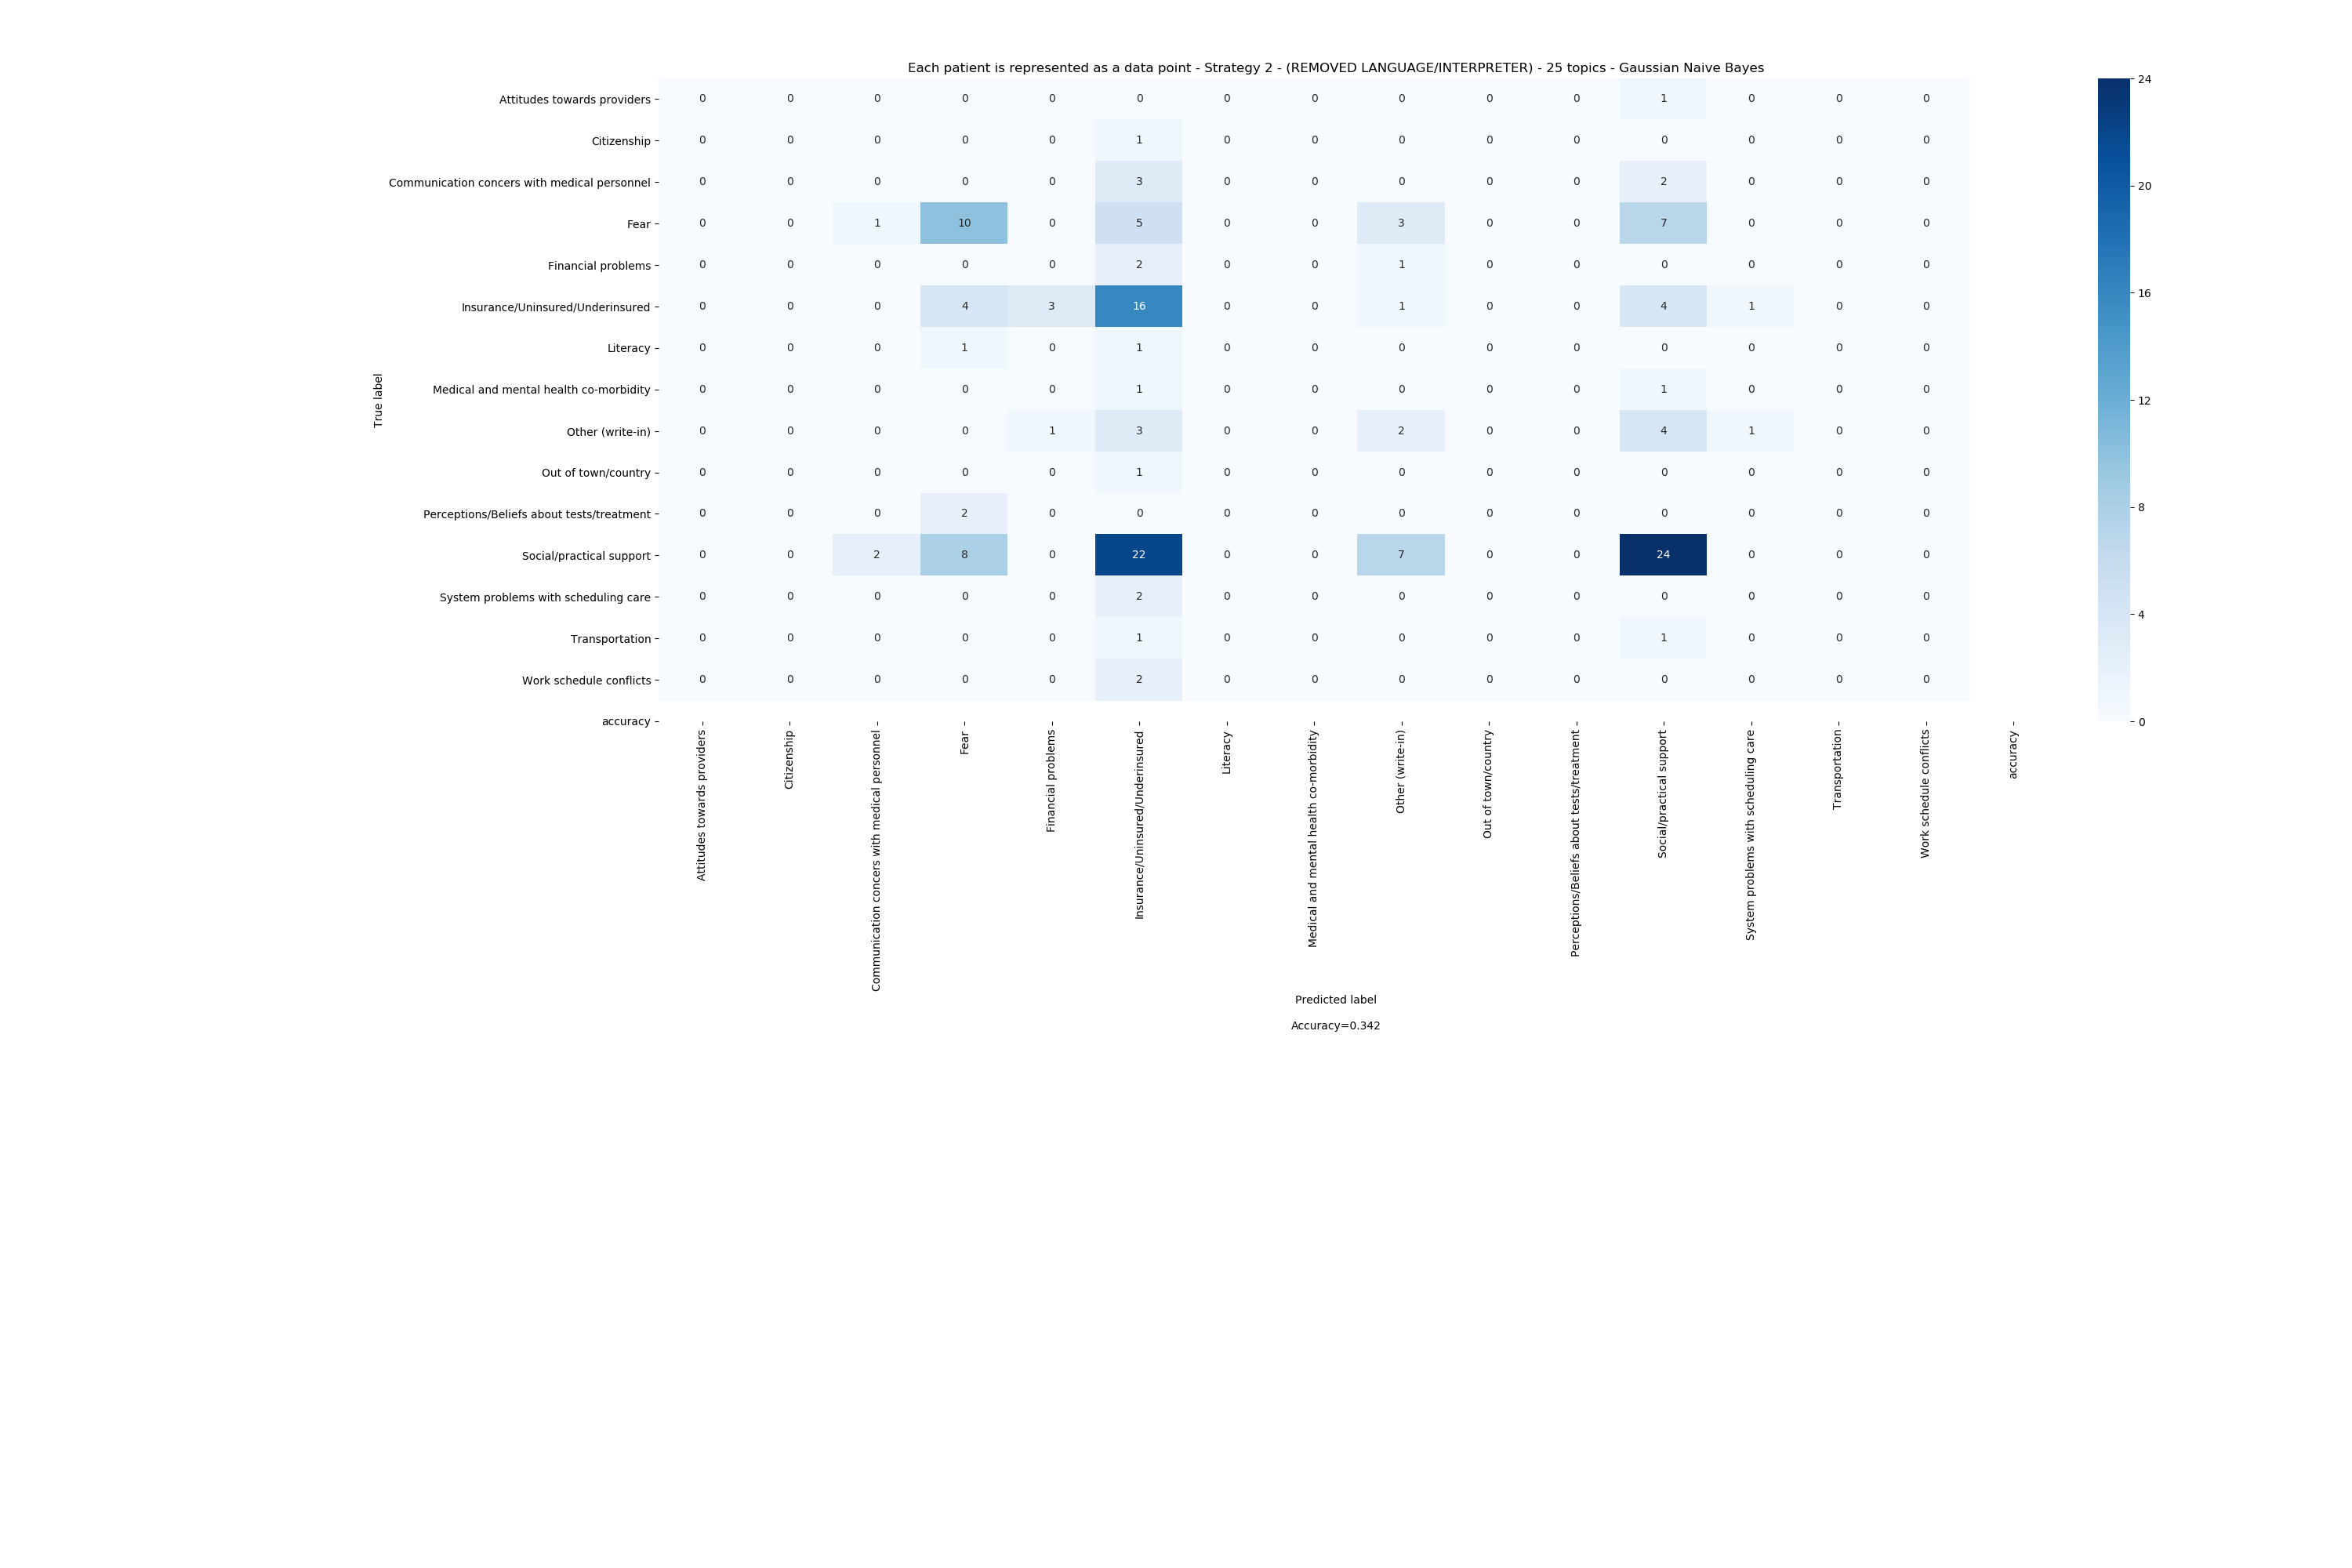 Each patient is represented as a data point - Strategy 2 - (REMOVED LANGUAGE/INTERPRETER) - 25 topics - Gaussian Naive Bayes
True label
Attitudes towards providers 0 0 0 0 0 0 0 0 0 0 0 1 0 0 0
Citizenship 0 0 0 0 0 1 0 0 0 0 0 0 0 0 0
Communication concers with medical personnel 0 0 0 0 0 3 0 0 0 0 0 2 0 0 0
Fear 0 0 1 10 0 5 0 0 3 0 0 7 0 0 0
Financial problems 0 0 0 0 0 2 0 0 1 0 0 0 0 0 0
Insurance/Uninsured/Underinsured 0 0 0 4 3 16 0 0 1 0 0 4 1 0 0
Literacy 0 0 0 1 0 1 0 0 0 0 0 0 0 0 0
Medical and mental health co-morbidity 0 0 0 0 0 1 0 0 0 0 0 1 0 0 0
Other (write-in) 0 0 0 0 1 3 0 0 2 0 0 4 1 0 0
Out of town/country 0 0 0 0 0 1 0 0 0 0 0 0 0 0 0
Perceptions/Beliefs about tests/treatment 0 0 0 2 0 0 0 0 0 0 0 0 0 0 0
Social/practical support 0 0 2 8 0 22 0 0 7 0 0 24 0 0 0
System problems with scheduling care 0 0 0 0 0 2 0 0 0 0 0 0 0 0 0
Transportation 0 0 0 0 0 1 0 0 0 0 0 1 0 0 0
Work schedule conflicts 0 0 0 0 0 2 0 0 0 0 0 0 0 0 0
accuracy
Attitudes towards providers
Citizenship
Communication concers with medical personnel
Fear
Financial problems
Insurance/Uninsured/Underinsured
Literacy
Medical and mental health co-morbidity
Other (write-in)
Out of town/country
Perceptions/Beliefs about tests/treatment
Social/practical support
System problems with scheduling care
Transportation
Work schedule conflicts
accuracy
Predicted label
Accuracy=0.342
24
20
16
12
8
4
0